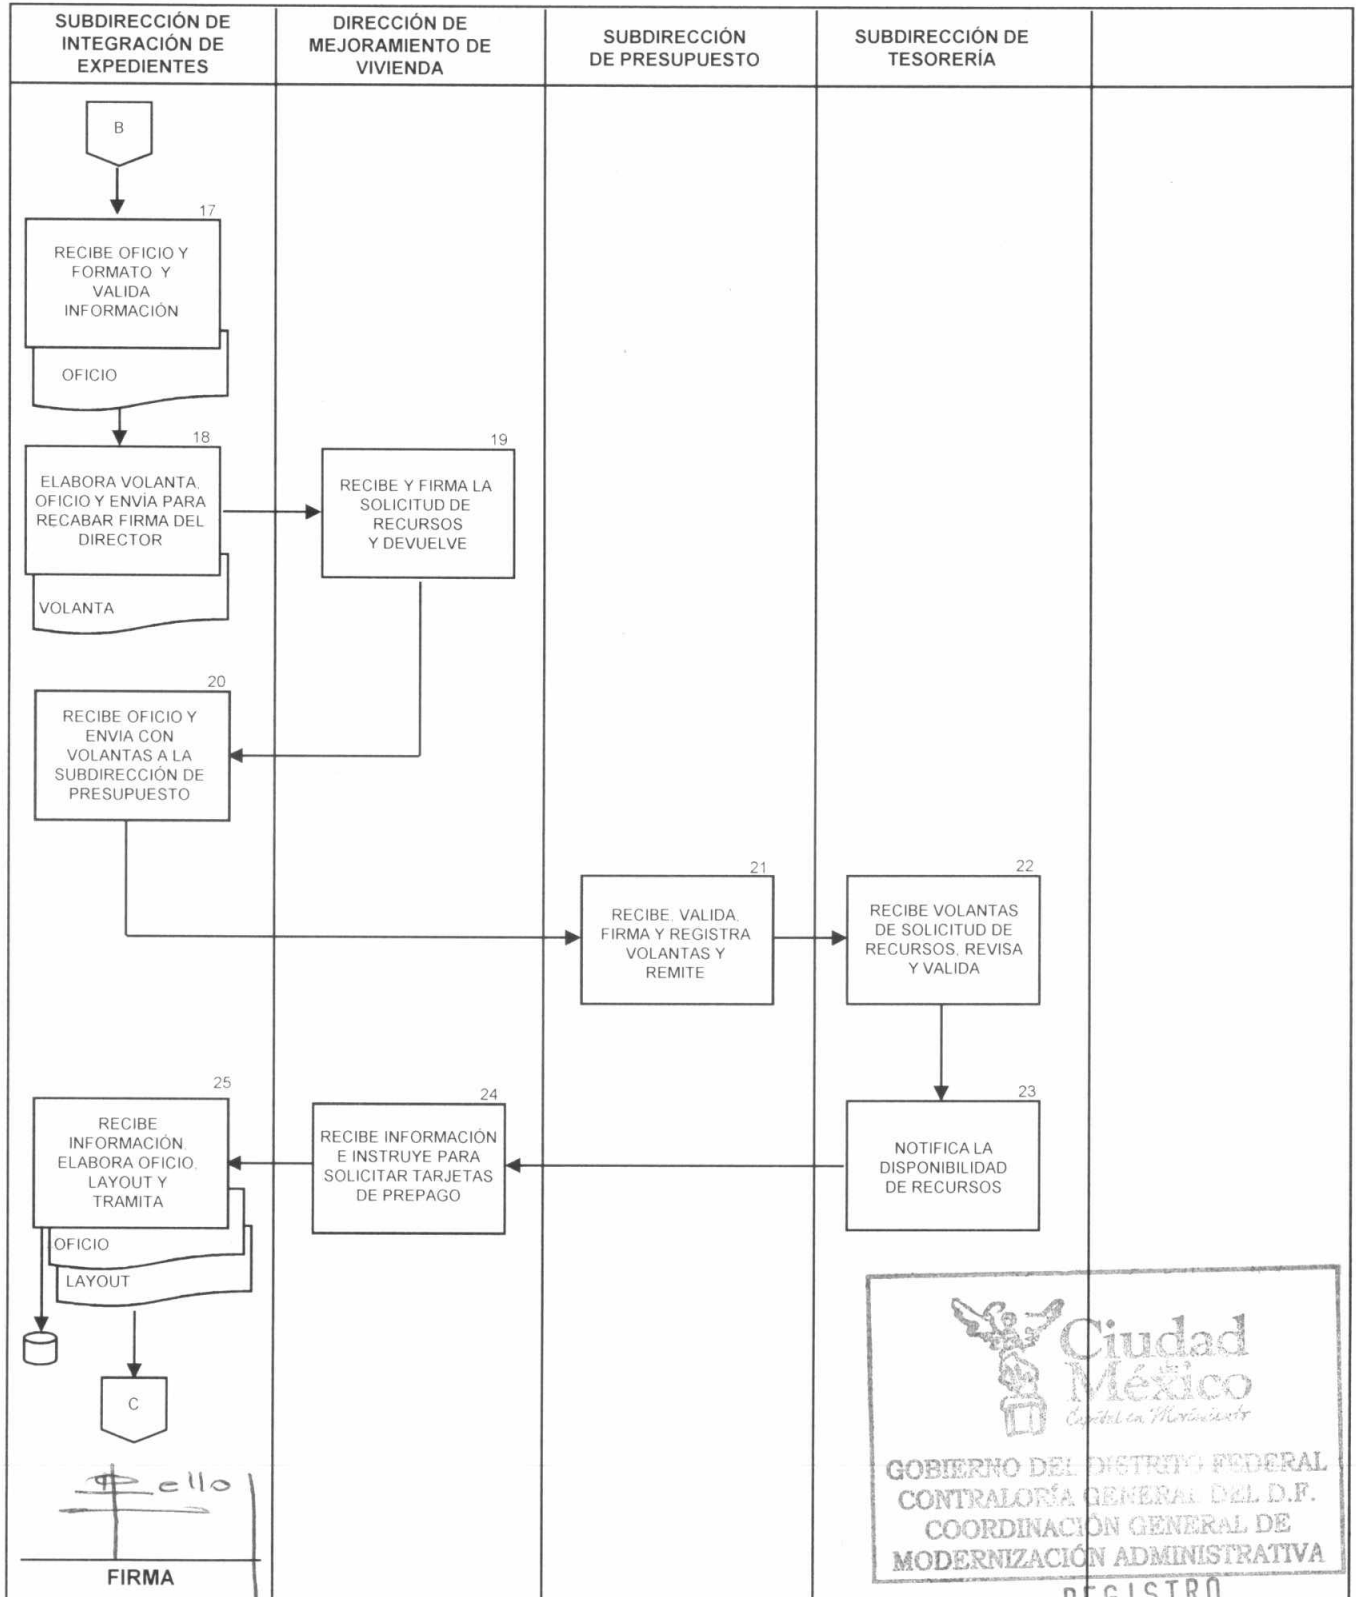 SUBDIRECCIÓN DE
INTEGRACIÓN DE
EXPEDIENTES
DIRECCIÓN DE
MEJORAMIENTO DE
VIVIENDA
SUBDIRECCIÓN
DE PRESUPUESTO
SUBDIRECCIÓN DE
TESORERÍA
B
17
RECIBE OFICIO Y
FORMATO Y
VALIDA
INFORMACIÓN
OFICIO
18
ELABORA VOLANTA,
OFICIO Y ENVÍA PARA
RECABAR FIRMA DEL
DIRECTOR
VOLANTA
19
RECIBE Y FIRMA LA
SOLICITUD DE
RECURSOS
Y DEVUELVE
20
RECIBE OFICIO Y
ENVIA CON
VOLANTAS A LA
SUBDIRECCIÓN DE
PRESUPUESTO
21
RECIBE, VALIDA,
FIRMA Y REGISTRA
VOLANTAS Y
REMITE
22
RECIBE VOLANTAS
DE SOLICITUD DE
RECURSOS, REVISA
Y VALIDA
23
NOTIFICA LA
DISPONIBILIDAD
DE RECURSOS
24
RECIBE INFORMACIÓN
E INSTRUYE PARA
SOLICITAR TARJETAS
DE PREPAGO
25
RECIBE
INFORMACIÓN,
ELABORA OFICIO,
LAYOUT Y
TRAMITA
OFICIO
LAYOUT
C
FIRMA
Ciudad
de
México
Capital en Movimiento
GOBIERNO DEL DISTRITO FEDERAL
CONTRALORÍA GENERAL DEL D.F.
COORDINACIÓN GENERAL DE
MODERNIZACIÓN ADMINISTRATIVA
REGISTRO